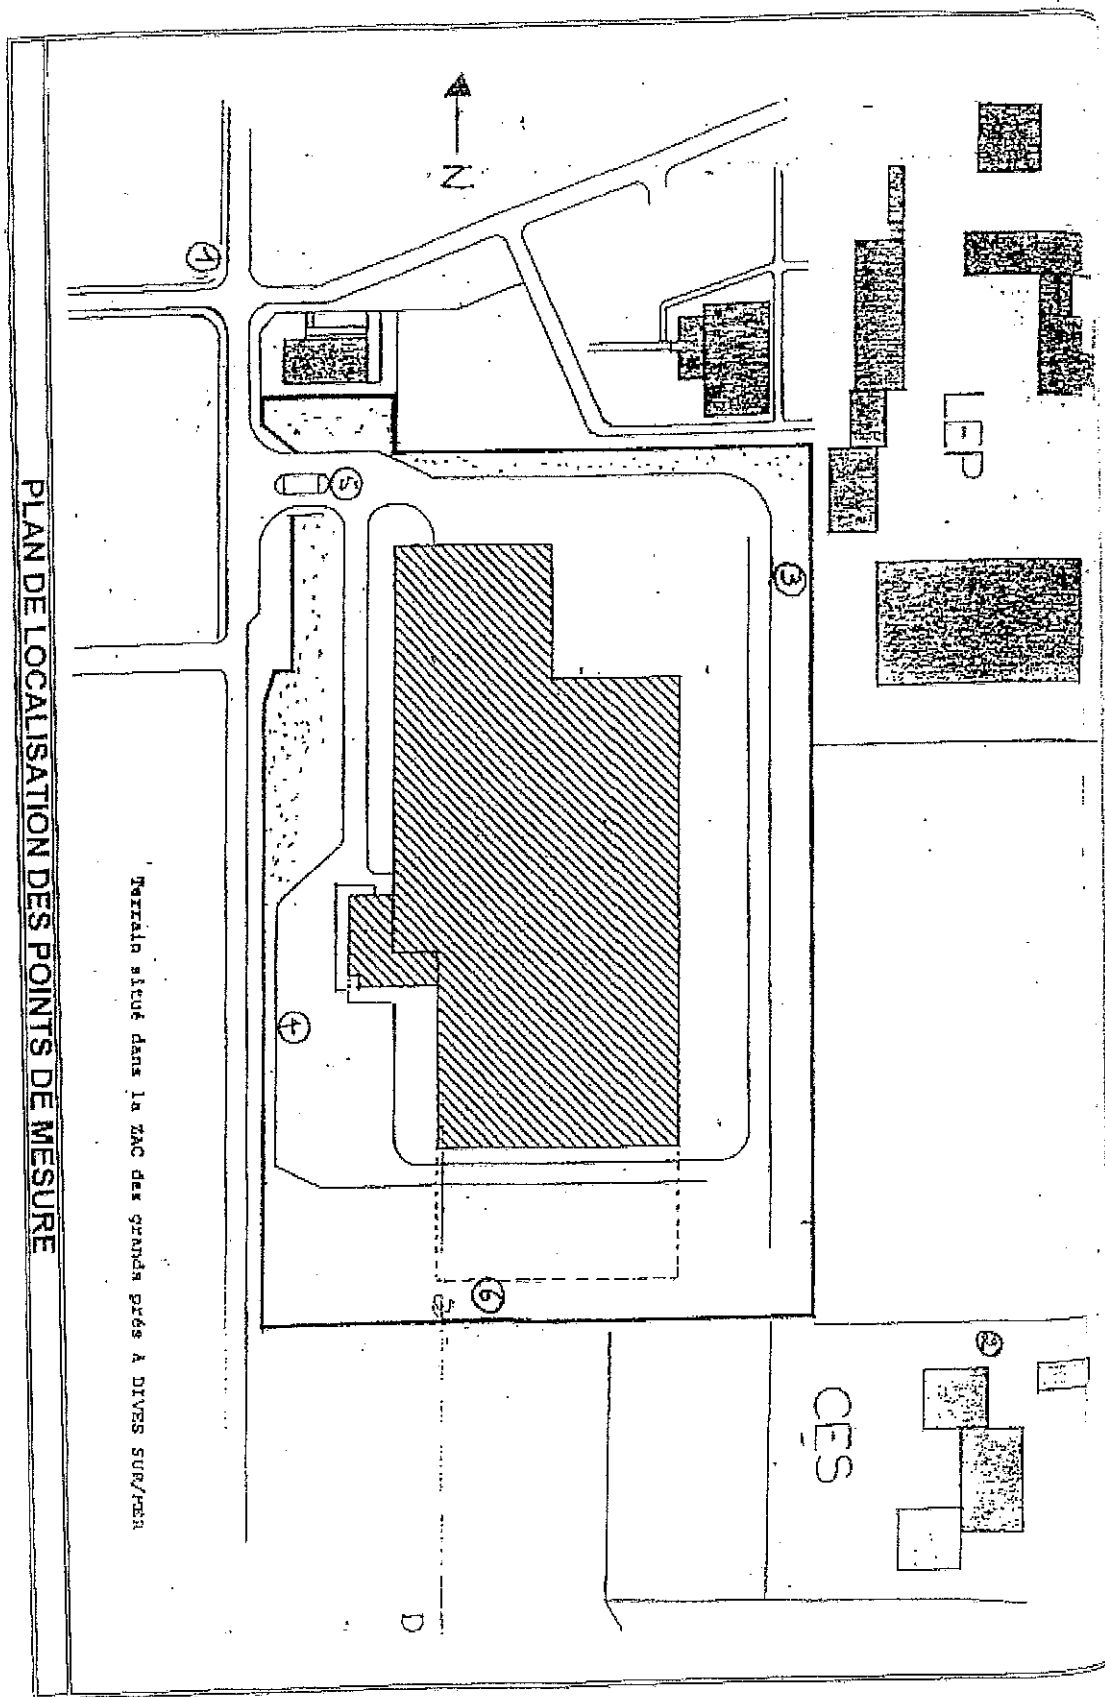 LEP
N
1
3
5
2
CES
6
4
D
Terrain situé dans la ZAC des grands prés A DIVES SUR/MER
PLAN DE LOCALISATION DES POINTS DE MESURE